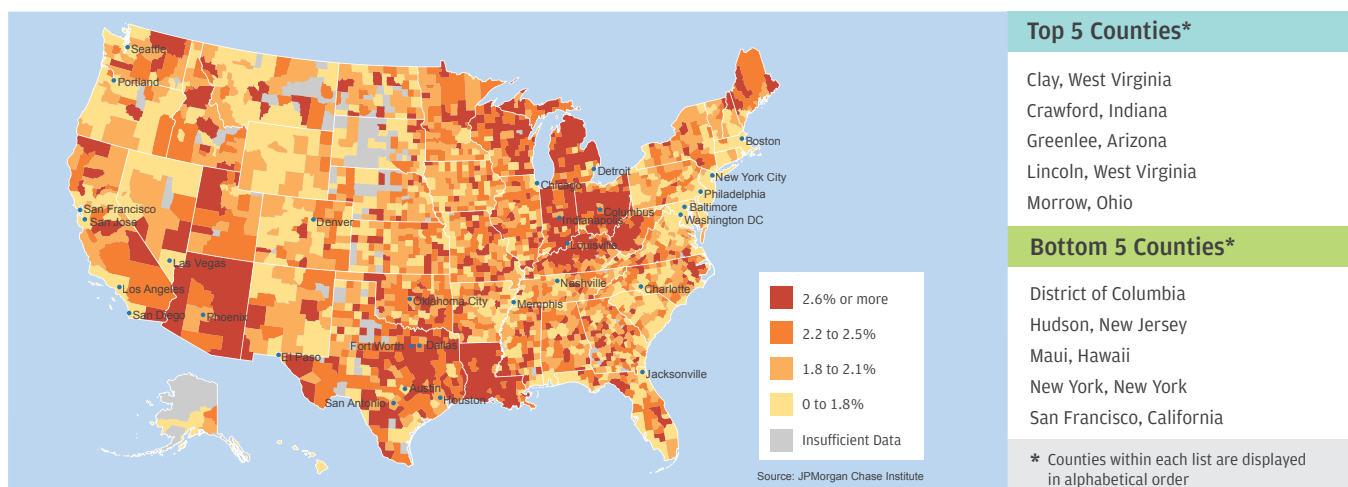 Seattle
Portland
San Francisco
San Jose
Las Vegas
Los Angeles
San Diego
Phoenix
Denver
El Paso
Oklahoma City
Fort Worth
Dallas
Austin
San Antonio
Houston
Chicago
Detroit
Indianapolis
Columbus
Louisville
Nashville
Memphis
Charlotte
Jacksonville
Boston
New York City
Philadelphia
Baltimore
Washington DC
2.6% or more
2.2 to 2.5%
1.8 to 2.1%
0 to 1.8%
Insufficient Data
Source: JPMorgan Chase Institute
Top 5 Counties*
Clay, West Virginia
Crawford, Indiana
Greenlee, Arizona
Lincoln, West Virginia
Morrow, Ohio
Bottom 5 Counties*
District of Columbia
Hudson, New Jersey
Maui, Hawaii
New York, New York
San Francisco, California
* Counties within each list are displayed
in alphabetical order